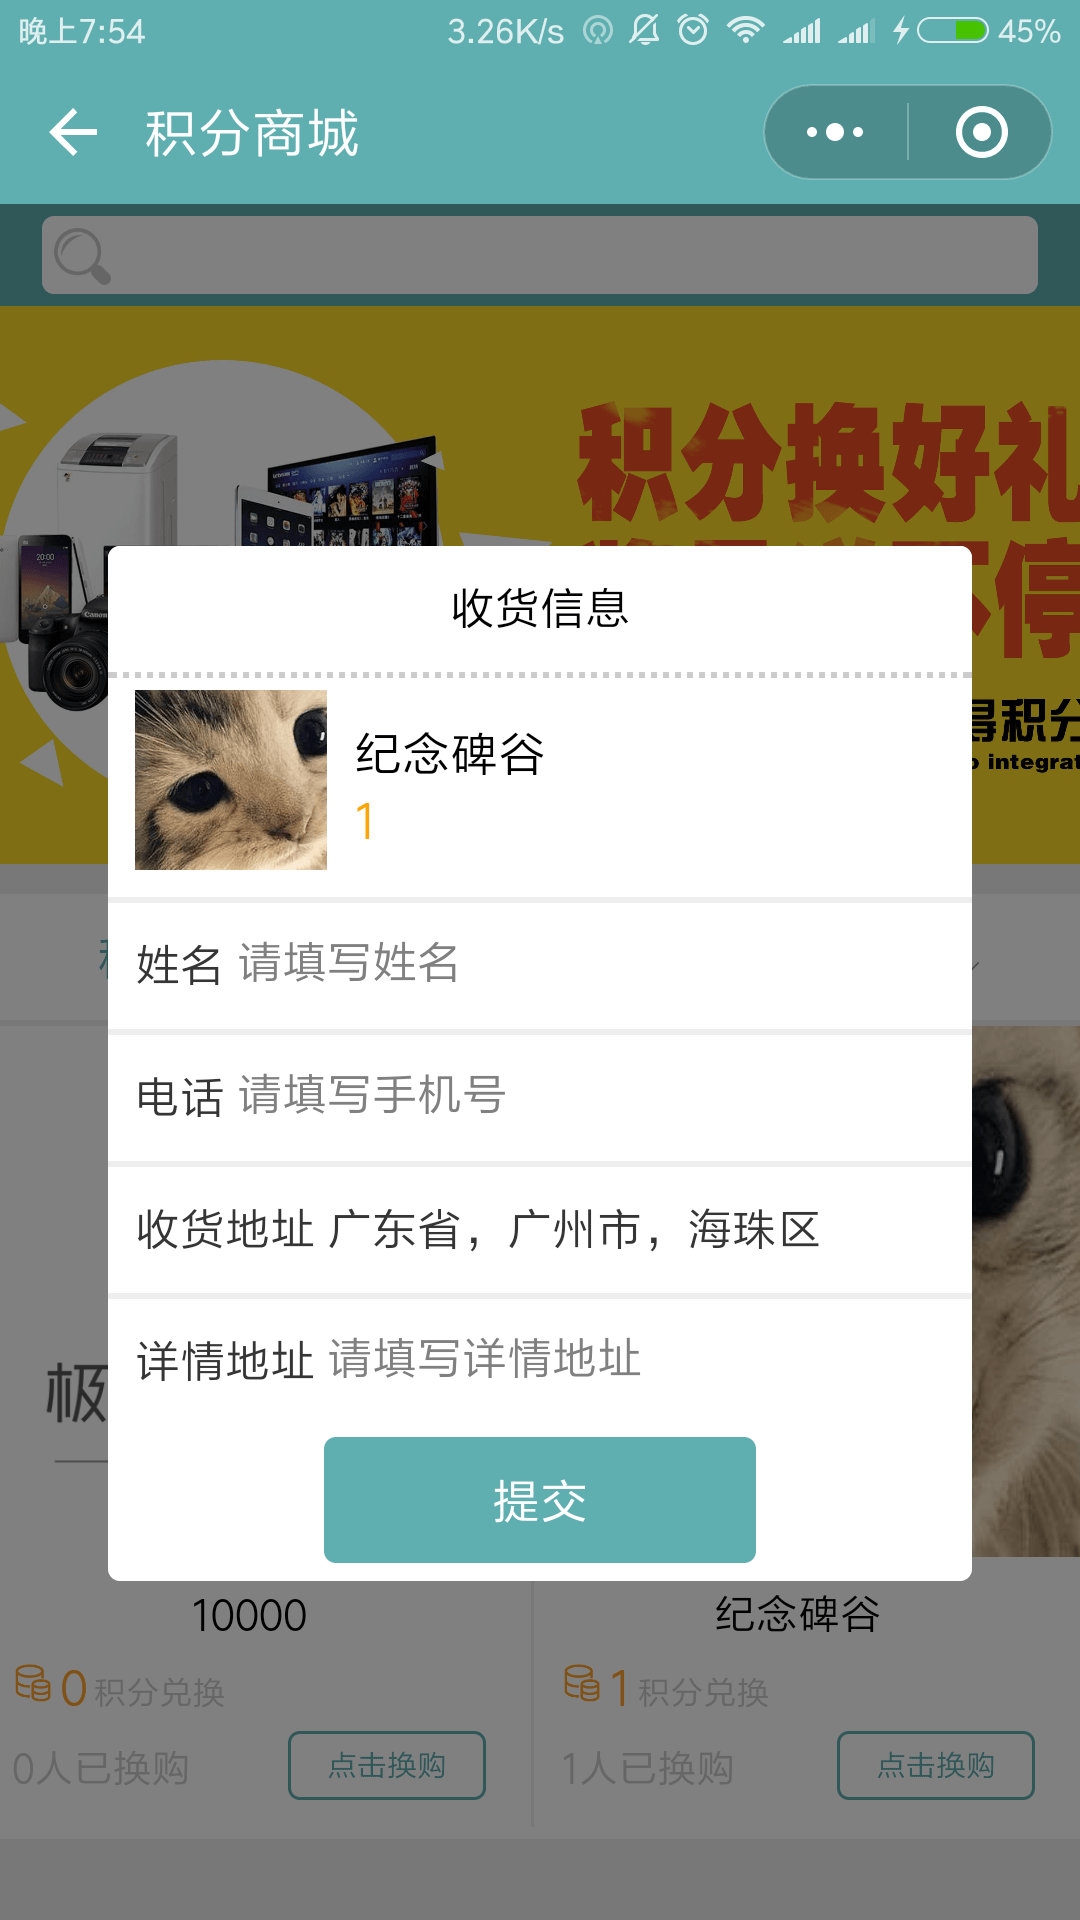 晚上7:54 3.26K/s 45%
积分商城
积分换好礼
不停
得积分
o integrat
20:00
Canon
收货信息
纪念碑谷
1
姓名 请填写姓名
电话 请填写手机号
收货地址 广东省，广州市，海珠区
详情地址 请填写详情地址
极
提交
10000
纪念碑谷
0积分兑换
1积分兑换
0人已换购 点击换购
1人已换购 点击换购